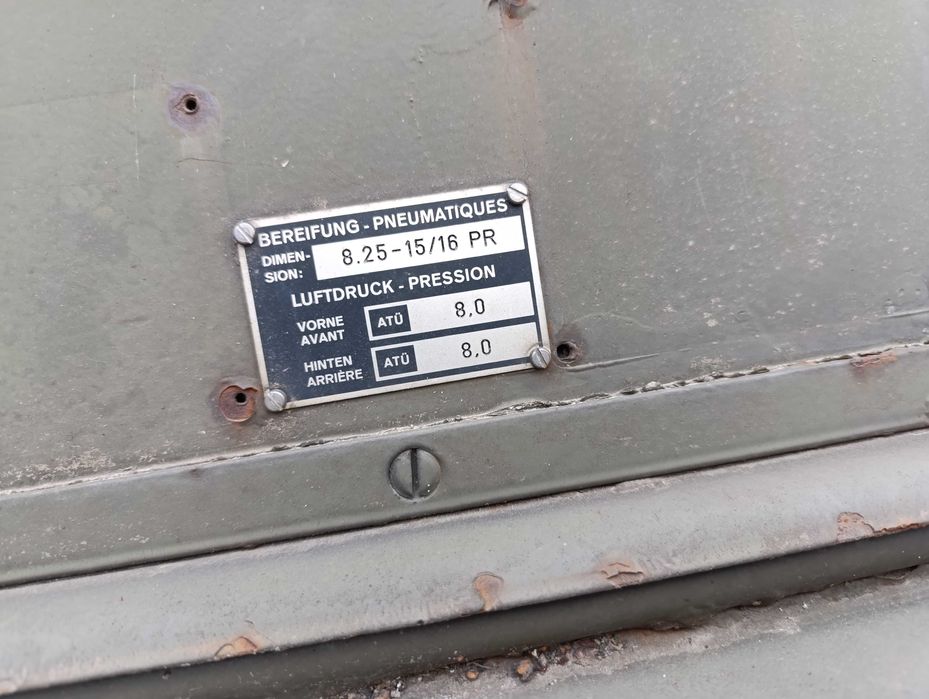 BEREIFUNG - PNEUMATIQUES
DIMEN-
SION: 8.25-15/16 PR
LUFTDRUCK - PRESSION
VORNE
AVANT ATÜ 8,0
HINTEN
ARRIÈRE ATÜ 8,0